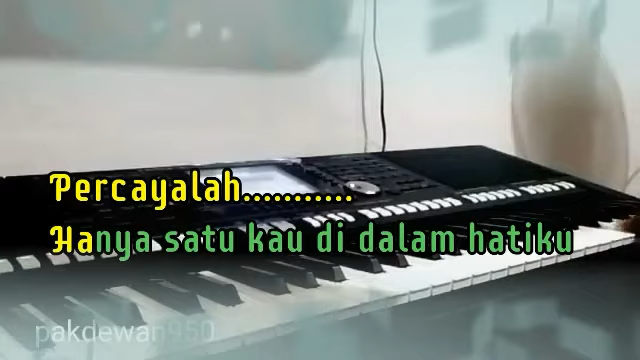 Percayalah...........
Hanya satu kau di dalam hatiku
pakdewan950